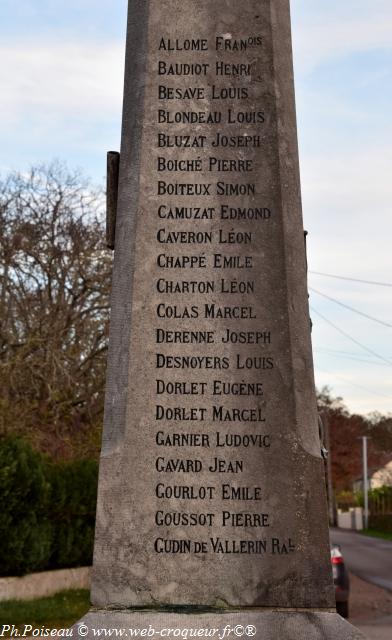 ALLOME FRANOIS
BAUDIOT HENRI
BESAVE LOUIS
BLONDEAU LOUIS
BLUZAT JOSEPH
BOICHÉ PIERRE
BOITEUX SIMON
CAMUZAT EDMOND
CAVERON LÉON
CHAPPÉ EMILE
CHARTON LÉON
COLAS MARCEL
DERENNE JOSEPH
DESNOYERS LOUIS
DORLET EUGÈNE
DORLET MARCEL
GARNIER LUDOVIC
GAVARD JEAN
GOURLOT EMILE
GOUSSOT PIERRE
GUDIN DE VALLERIN RAL
Ph:Poiseau
www.web-croqueur.fr©®